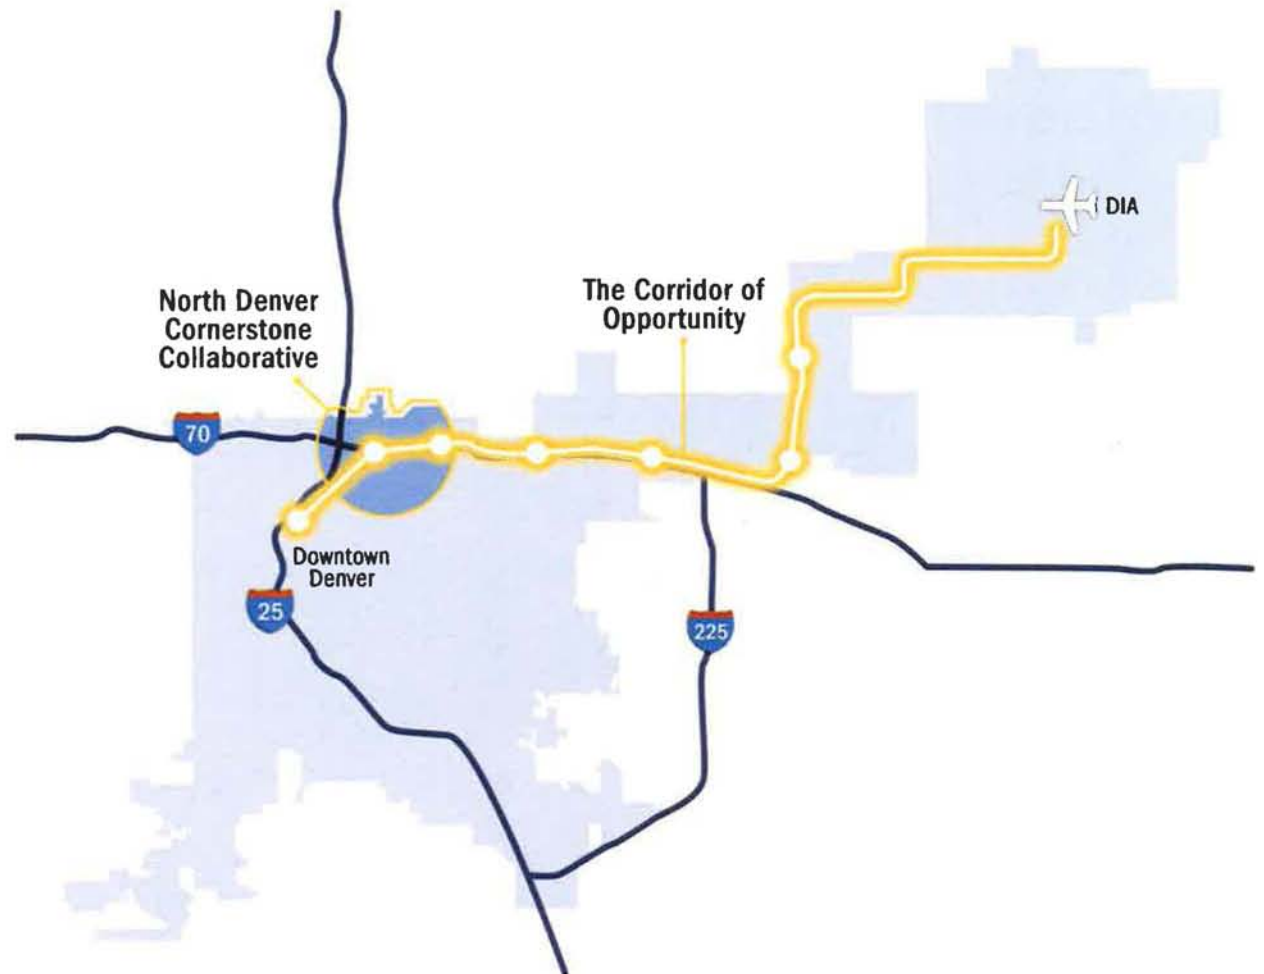 DIA
The Corridor of
Opportunity
North Denver
Cornerstone
Collaborative
70
Downtown
Denver
25
225